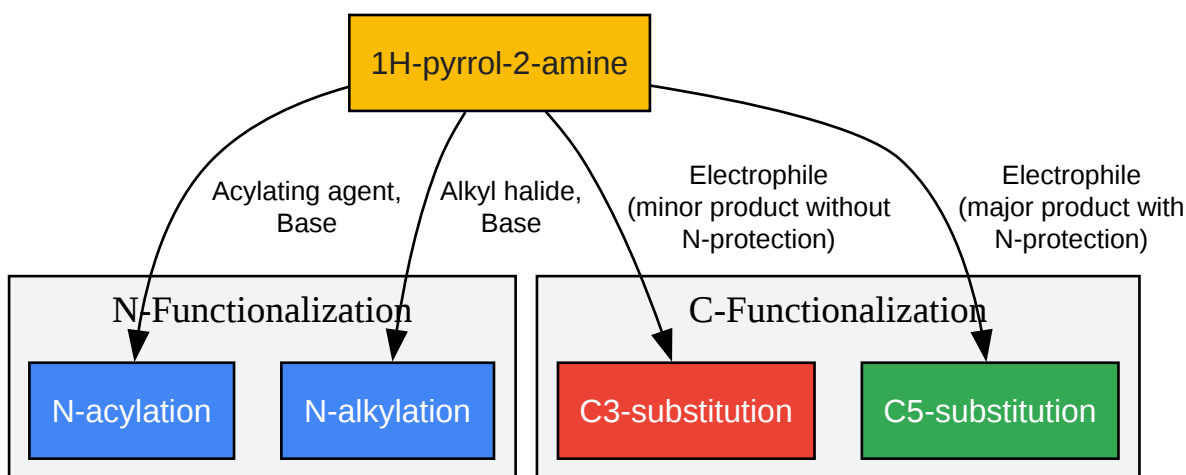 1H-pyrrol-2-amine
Acylating agent,
Base
Alkyl halide,
Base
Electrophile
(minor product without
N-protection)
Electrophile
(major product with
N-protection)
N-Functionalization
C-Functionalization
N-acylation
N-alkylation
C3-substitution
C5-substitution